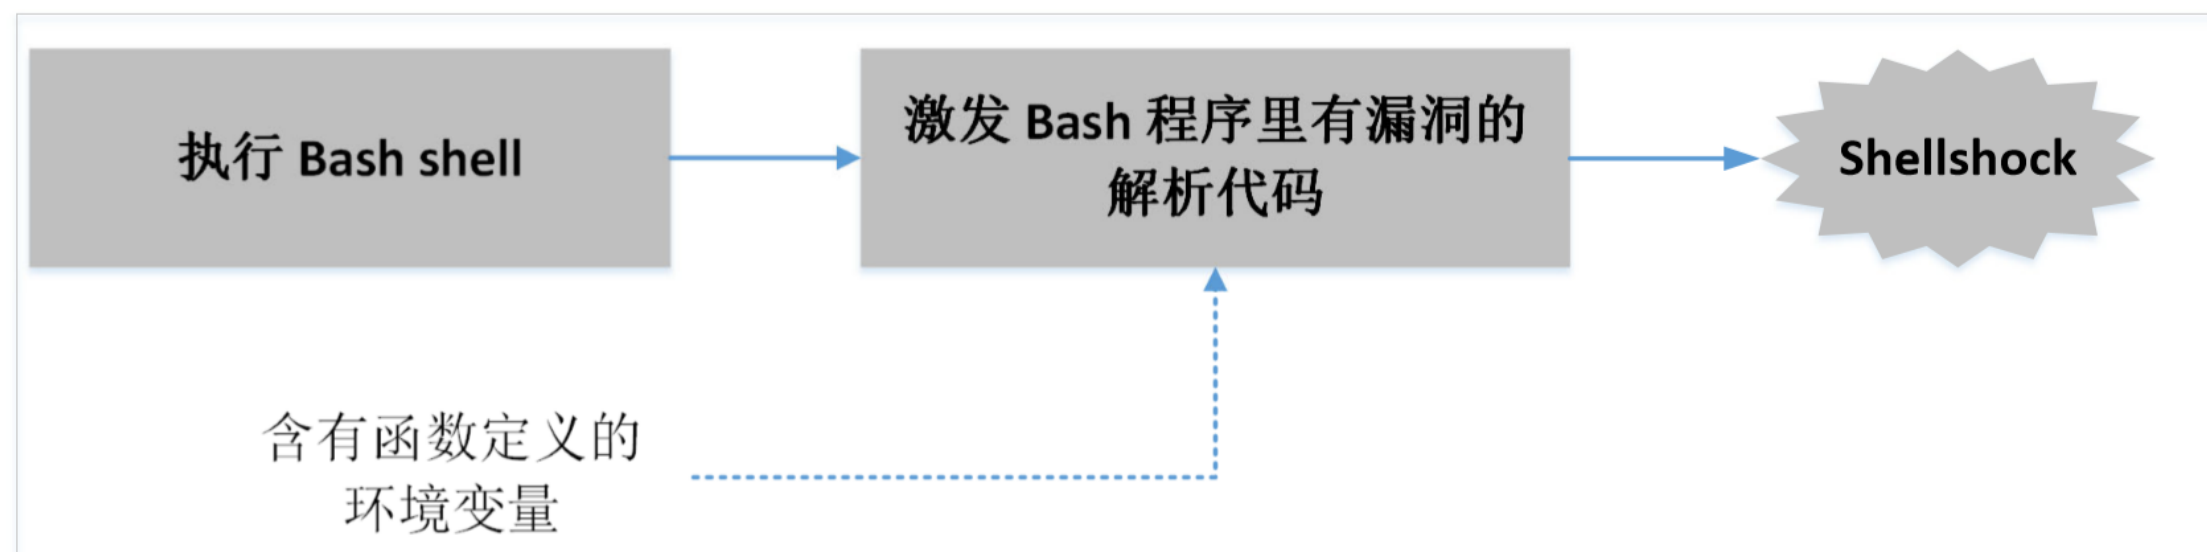 执行 Bash shell
激发 Bash 程序里有漏洞的
解析代码
Shellshock
含有函数定义的
环境变量